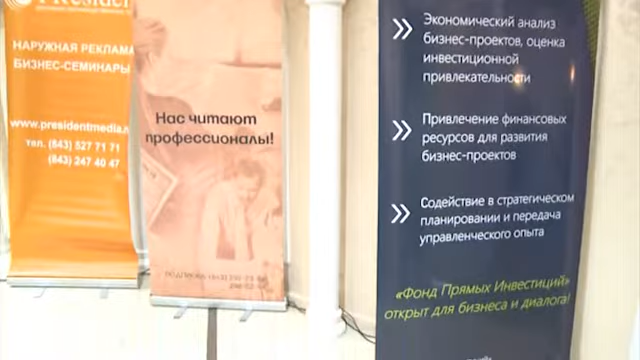 НАРУЖНАЯ РЕКЛАМА
БИЗНЕС-СЕМИНАРЫ
www.presidentmedia.r
тел. (843) 527 71 71
(843) 247 40 47
Нас читают
профессионалы!
Экономический анализ
бизнес-проектов, оценка
инвестиционной
привлекательности
Привлечение финансовых
ресурсов для развития
бизнес-проектов
Содействие в стратегическом
планировании и передача
управленческого опыта
«Фонд Прямых Инвестиций»
открыт для бизнеса и диалога!